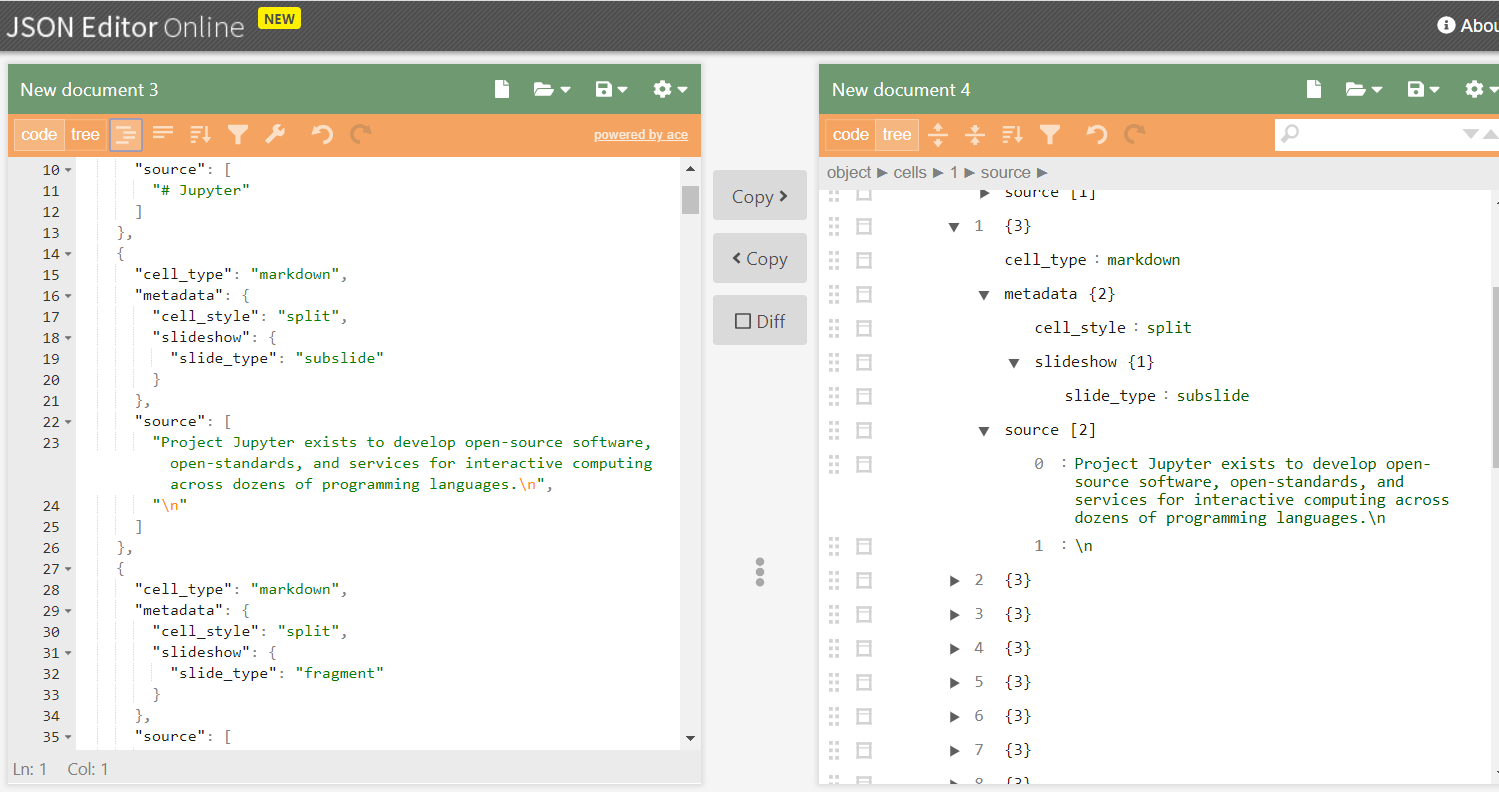 JSON Editor Online NEW
Abou
New document 3
code tree powered by ace
10 "source": [
11 "# Jupyter"
12 ]
13 },
14 {
15 "cell_type": "markdown",
16 "metadata": {
17 "cell_style": "split",
18 "slideshow": {
19 "slide_type": "subslide"
20 }
21 },
22 "source": [
23 "Project Jupyter exists to develop open-source software,
open-standards, and services for interactive computing
across dozens of programming languages.\n",
24 "\n"
25 ]
26 },
27 {
28 "cell_type": "markdown",
29 "metadata": {
30 "cell_style": "split",
31 "slideshow": {
32 "slide_type": "fragment"
33 }
34 },
35 "source": [
Ln: 1 Col: 1
Copy
Copy
Diff
New document 4
code tree
object ▶ cells ▶ 1 ▶ source ▶
source [1]
1 {3}
cell_type : markdown
metadata {2}
cell_style : split
slideshow {1}
slide_type : subslide
source [2]
0 : Project Jupyter exists to develop open-
source software, open-standards, and
services for interactive computing across
dozens of programming languages.\n
1 : \n
2 {3}
3 {3}
4 {3}
5 {3}
6 {3}
7 {3}
8 {3}